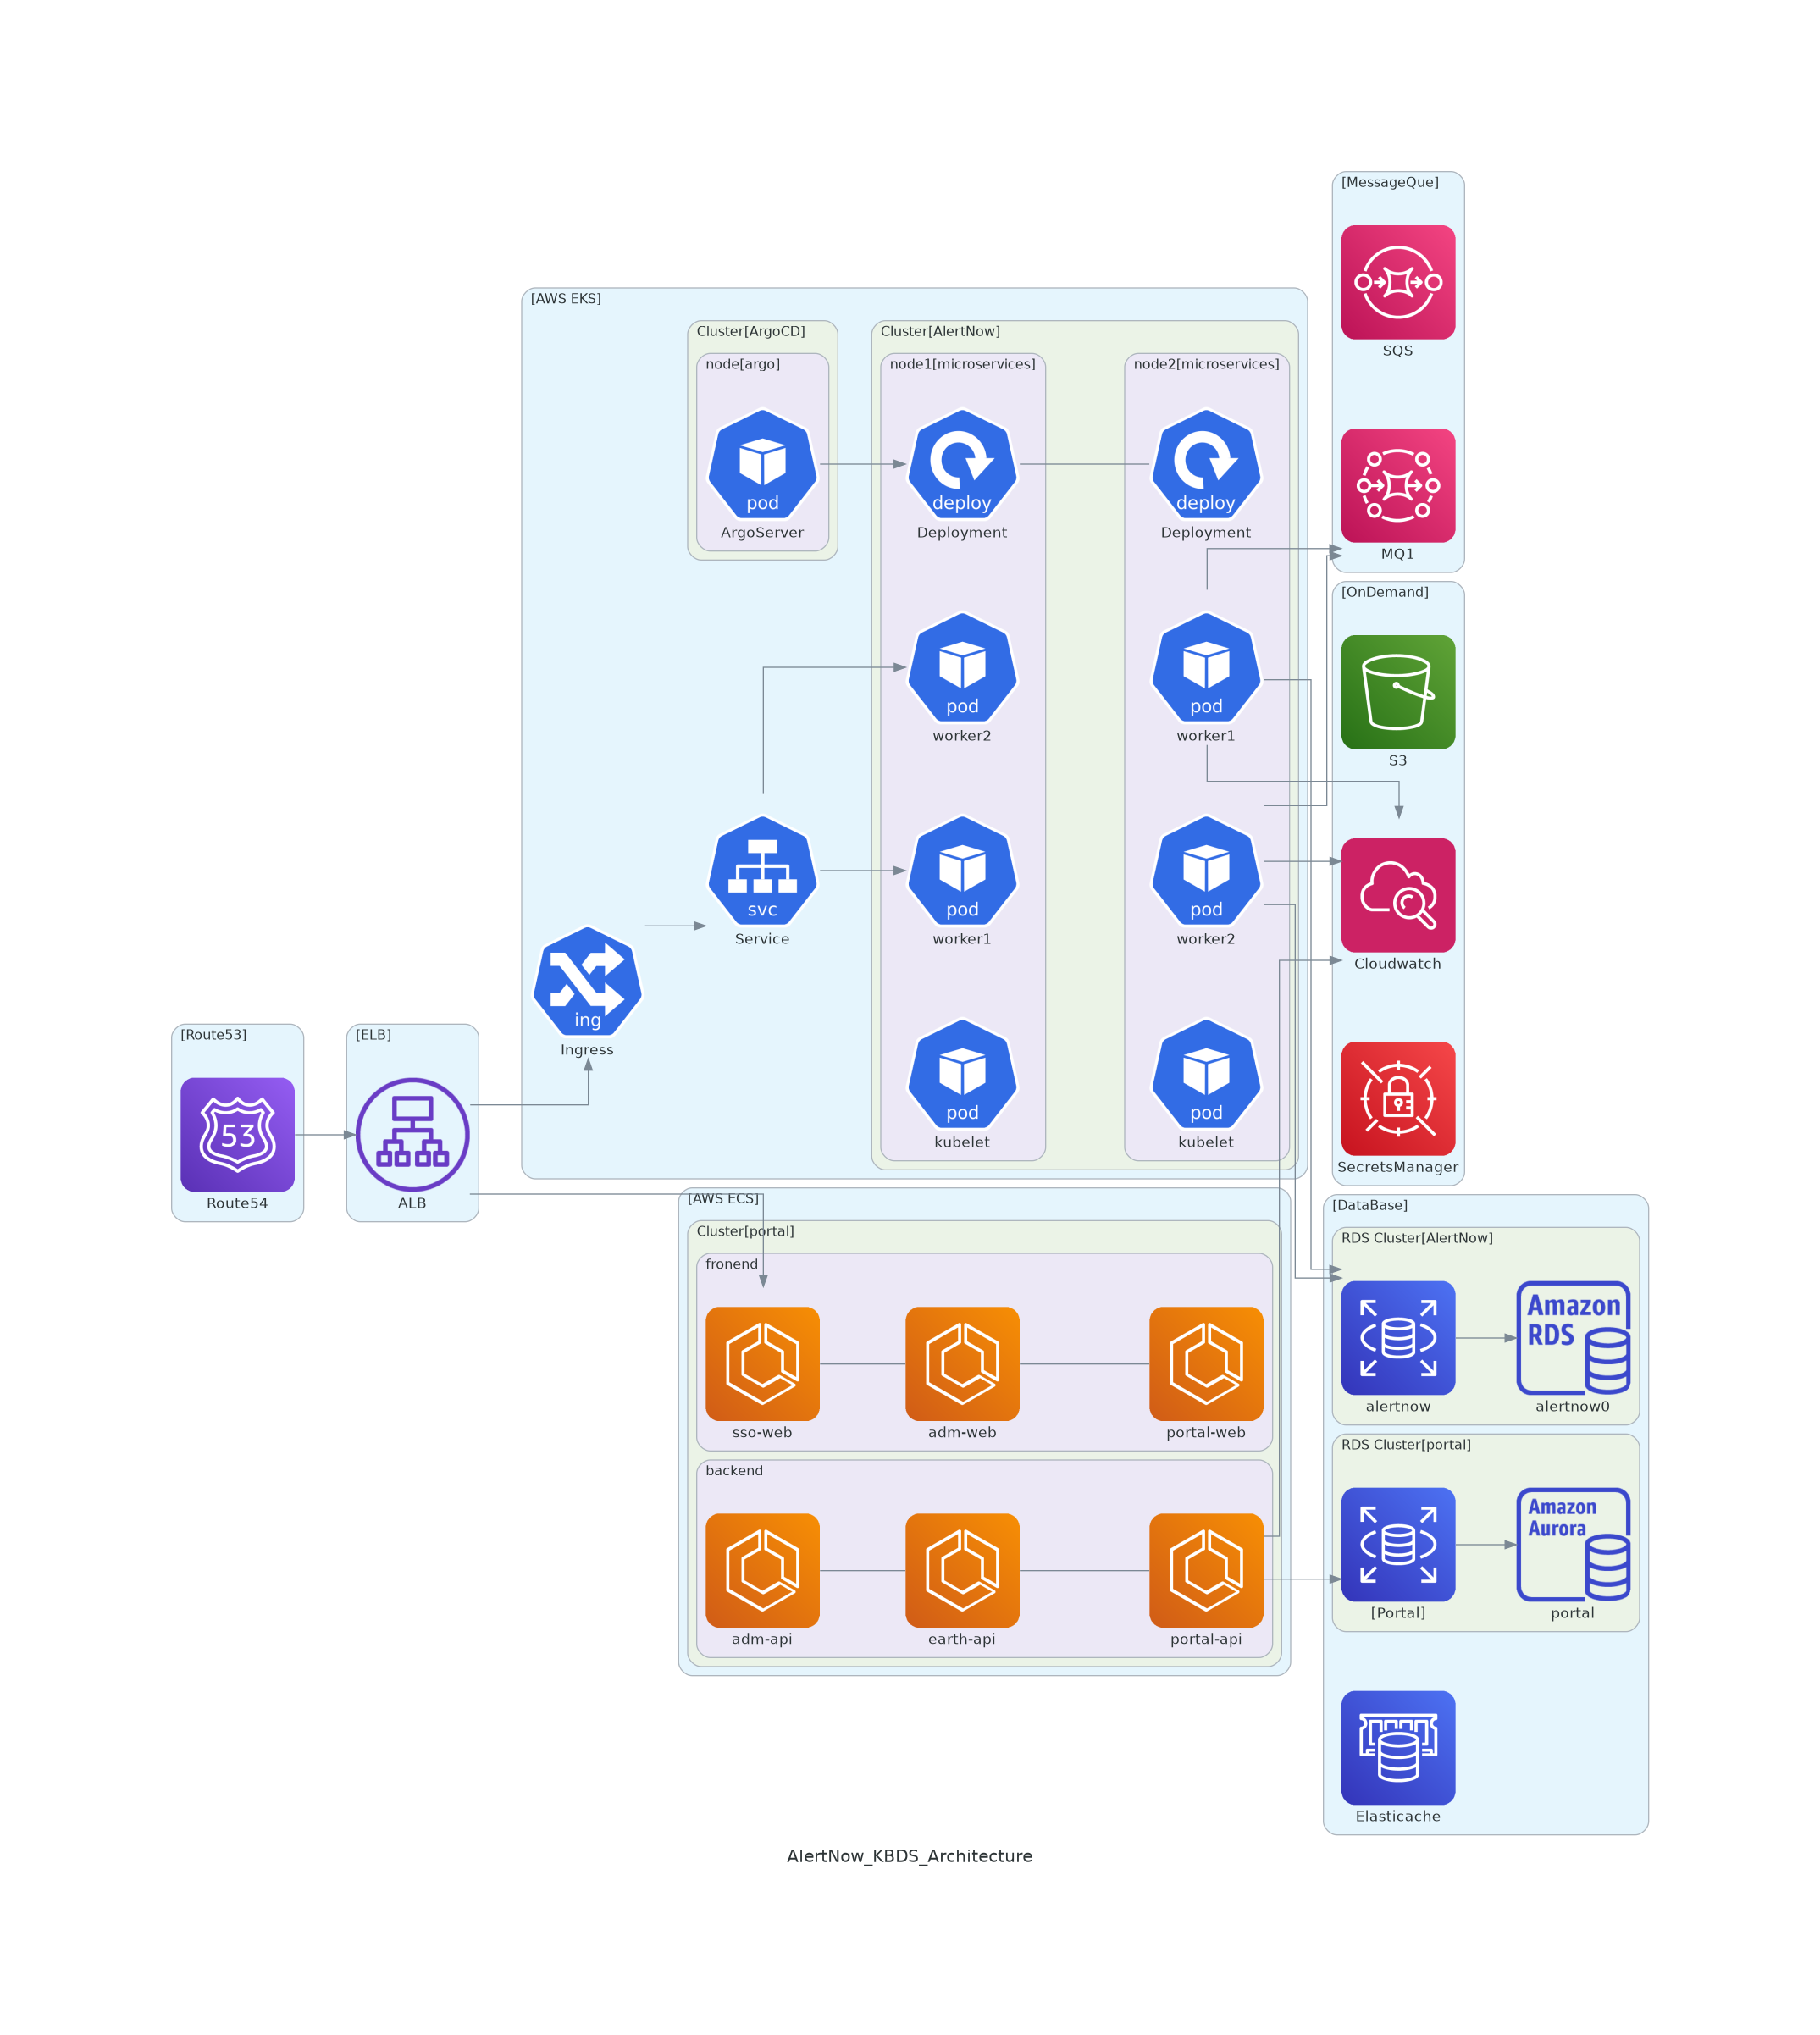 [MessageQue]
SQS
MQ1
[AWS EKS]
Cluster[ArgoCD]
node[argo]
pod
ArgoServer
Cluster[AlertNow]
node1[microservices]
deploy
Deployment
pod
worker2
pod
worker1
pod
kubelet
node2[microservices]
deploy
Deployment
pod
worker1
pod
worker2
pod
kubelet
svc
Service
ing
Ingress
[OnDemand]
S3
Cloudwatch
SecretsManager
[Route53]
53
Route54
[ELB]
ALB
[AWS ECS]
Cluster[portal]
fronend
sso-web
adm-web
portal-web
backend
adm-api
earth-api
portal-api
[DataBase]
RDS Cluster[AlertNow]
alertnow
Amazon
RDS
alertnow0
RDS Cluster[portal]
[Portal]
Amazon
Aurora
portal
Elasticache
AlertNow_KBDS_Architecture